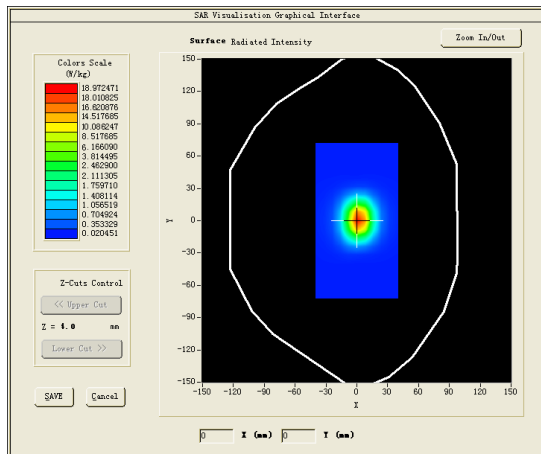 SAR Visualisation Graphical Interface
Surface Radiated Intensity
Zoom In/Out
Colors Scale
(W/kg)
18.972471
18.010825
16.620876
14.517685
10.086247
8.517685
6.166090
3.814495
2.462900
2.111305
1.759710
1.408114
1.056519
0.704924
0.353329
0.020451
150
120
90
60
30
0
-30
-60
-90
-120
-150
Y
-150 -120 -90 -60 -30 0 30 60 90 120 150
X
Z-Cuts Control
<< Upper Cut
Z = 4.0 mm
Lower Cut >>
SAVE Cancel
0 X (mm) 0 Y (mm)